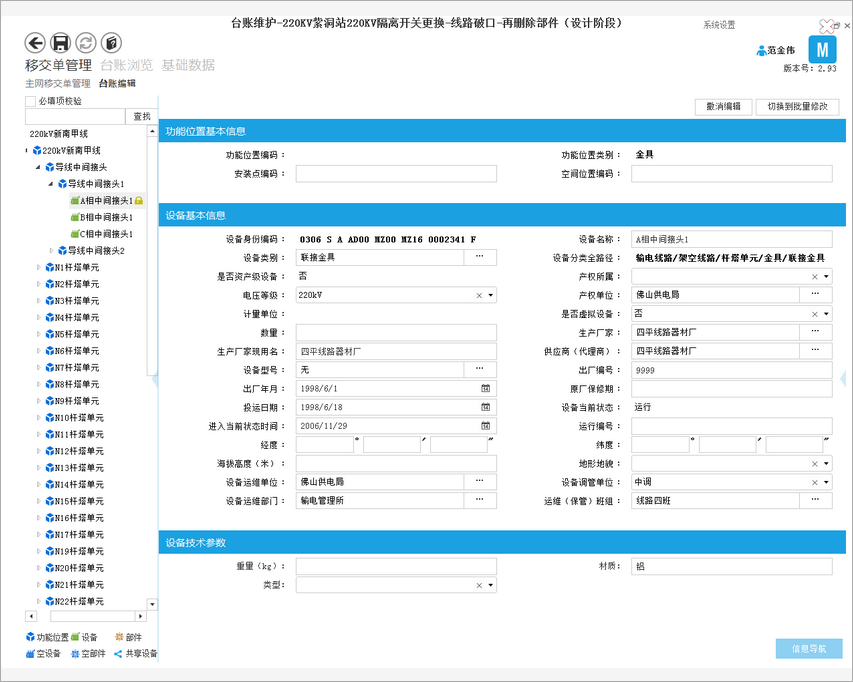 台账维护-220KV紫洞站220KV隔离开关更换-线路破口-再删除部件（设计阶段）
系统设置
范金伟
M
版本号: 2.93
移交单管理 台账浏览 基础数据
主网移交单管理 台账编辑
必填项校验
查找
撤消编辑 切换到批量修改
220kV新南甲线
220kV新南甲线
导线中间接头
导线中间接头1
A相中间接头1
B相中间接头1
C相中间接头1
导线中间接头2
N1杆塔单元
N2杆塔单元
N3杆塔单元
N4杆塔单元
N5杆塔单元
N6杆塔单元
N7杆塔单元
N8杆塔单元
N9杆塔单元
N10杆塔单元
N11杆塔单元
N12杆塔单元
N13杆塔单元
N14杆塔单元
N15杆塔单元
N16杆塔单元
N17杆塔单元
N19杆塔单元
N20杆塔单元
N21杆塔单元
N22杆塔单元
功能位置 设备 部件
空设备 空部件 共享设备
功能位置基本信息
功能位置编码： 功能位置类别： 金具
安装点编码： 空间位置编码：
设备基本信息
设备身份编码： 0306 S A AD00 MZ00 MZ16 0002341 F 设备名称： A相中间接头1
设备类别： 联接金具 ... 设备分类全路径： 输电线路/架空线路/杆塔单元/金具/联接金具
是否资产级设备： 否 产权所属：
电压等级： 220kV 产权单位： 佛山供电局 ...
计量单位： 是否虚拟设备： 否
数量： 生产厂家： 四平线路器材厂 ...
生产厂家现用名： 四平线路器材厂 供应商（代理商）： 四平线路器材厂 ...
设备型号： 无 ... 出厂编号： 9999
出厂年月： 1998/6/1 原厂保修期：
投运日期： 1998/6/18 设备当前状态： 运行
进入当前状态时间： 2006/11/29 运行编号：
经度： ° ′ ″ 纬度： ° ′ ″
海拔高度（米）： 地形地貌：
设备运维单位： 佛山供电局 ... 设备调管单位： 中调
设备运维部门： 输电管理所 ... 运维（保管）班组： 线路四班 ...
设备技术参数
重量（kg）: 材质: 铝
类型:
信息导航